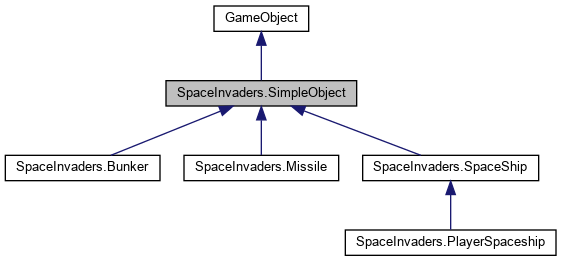 GameObject
SpaceInvaders.SimpleObject
SpaceInvaders.Bunker
SpaceInvaders.Missile
SpaceInvaders.SpaceShip
SpaceInvaders.PlayerSpaceship